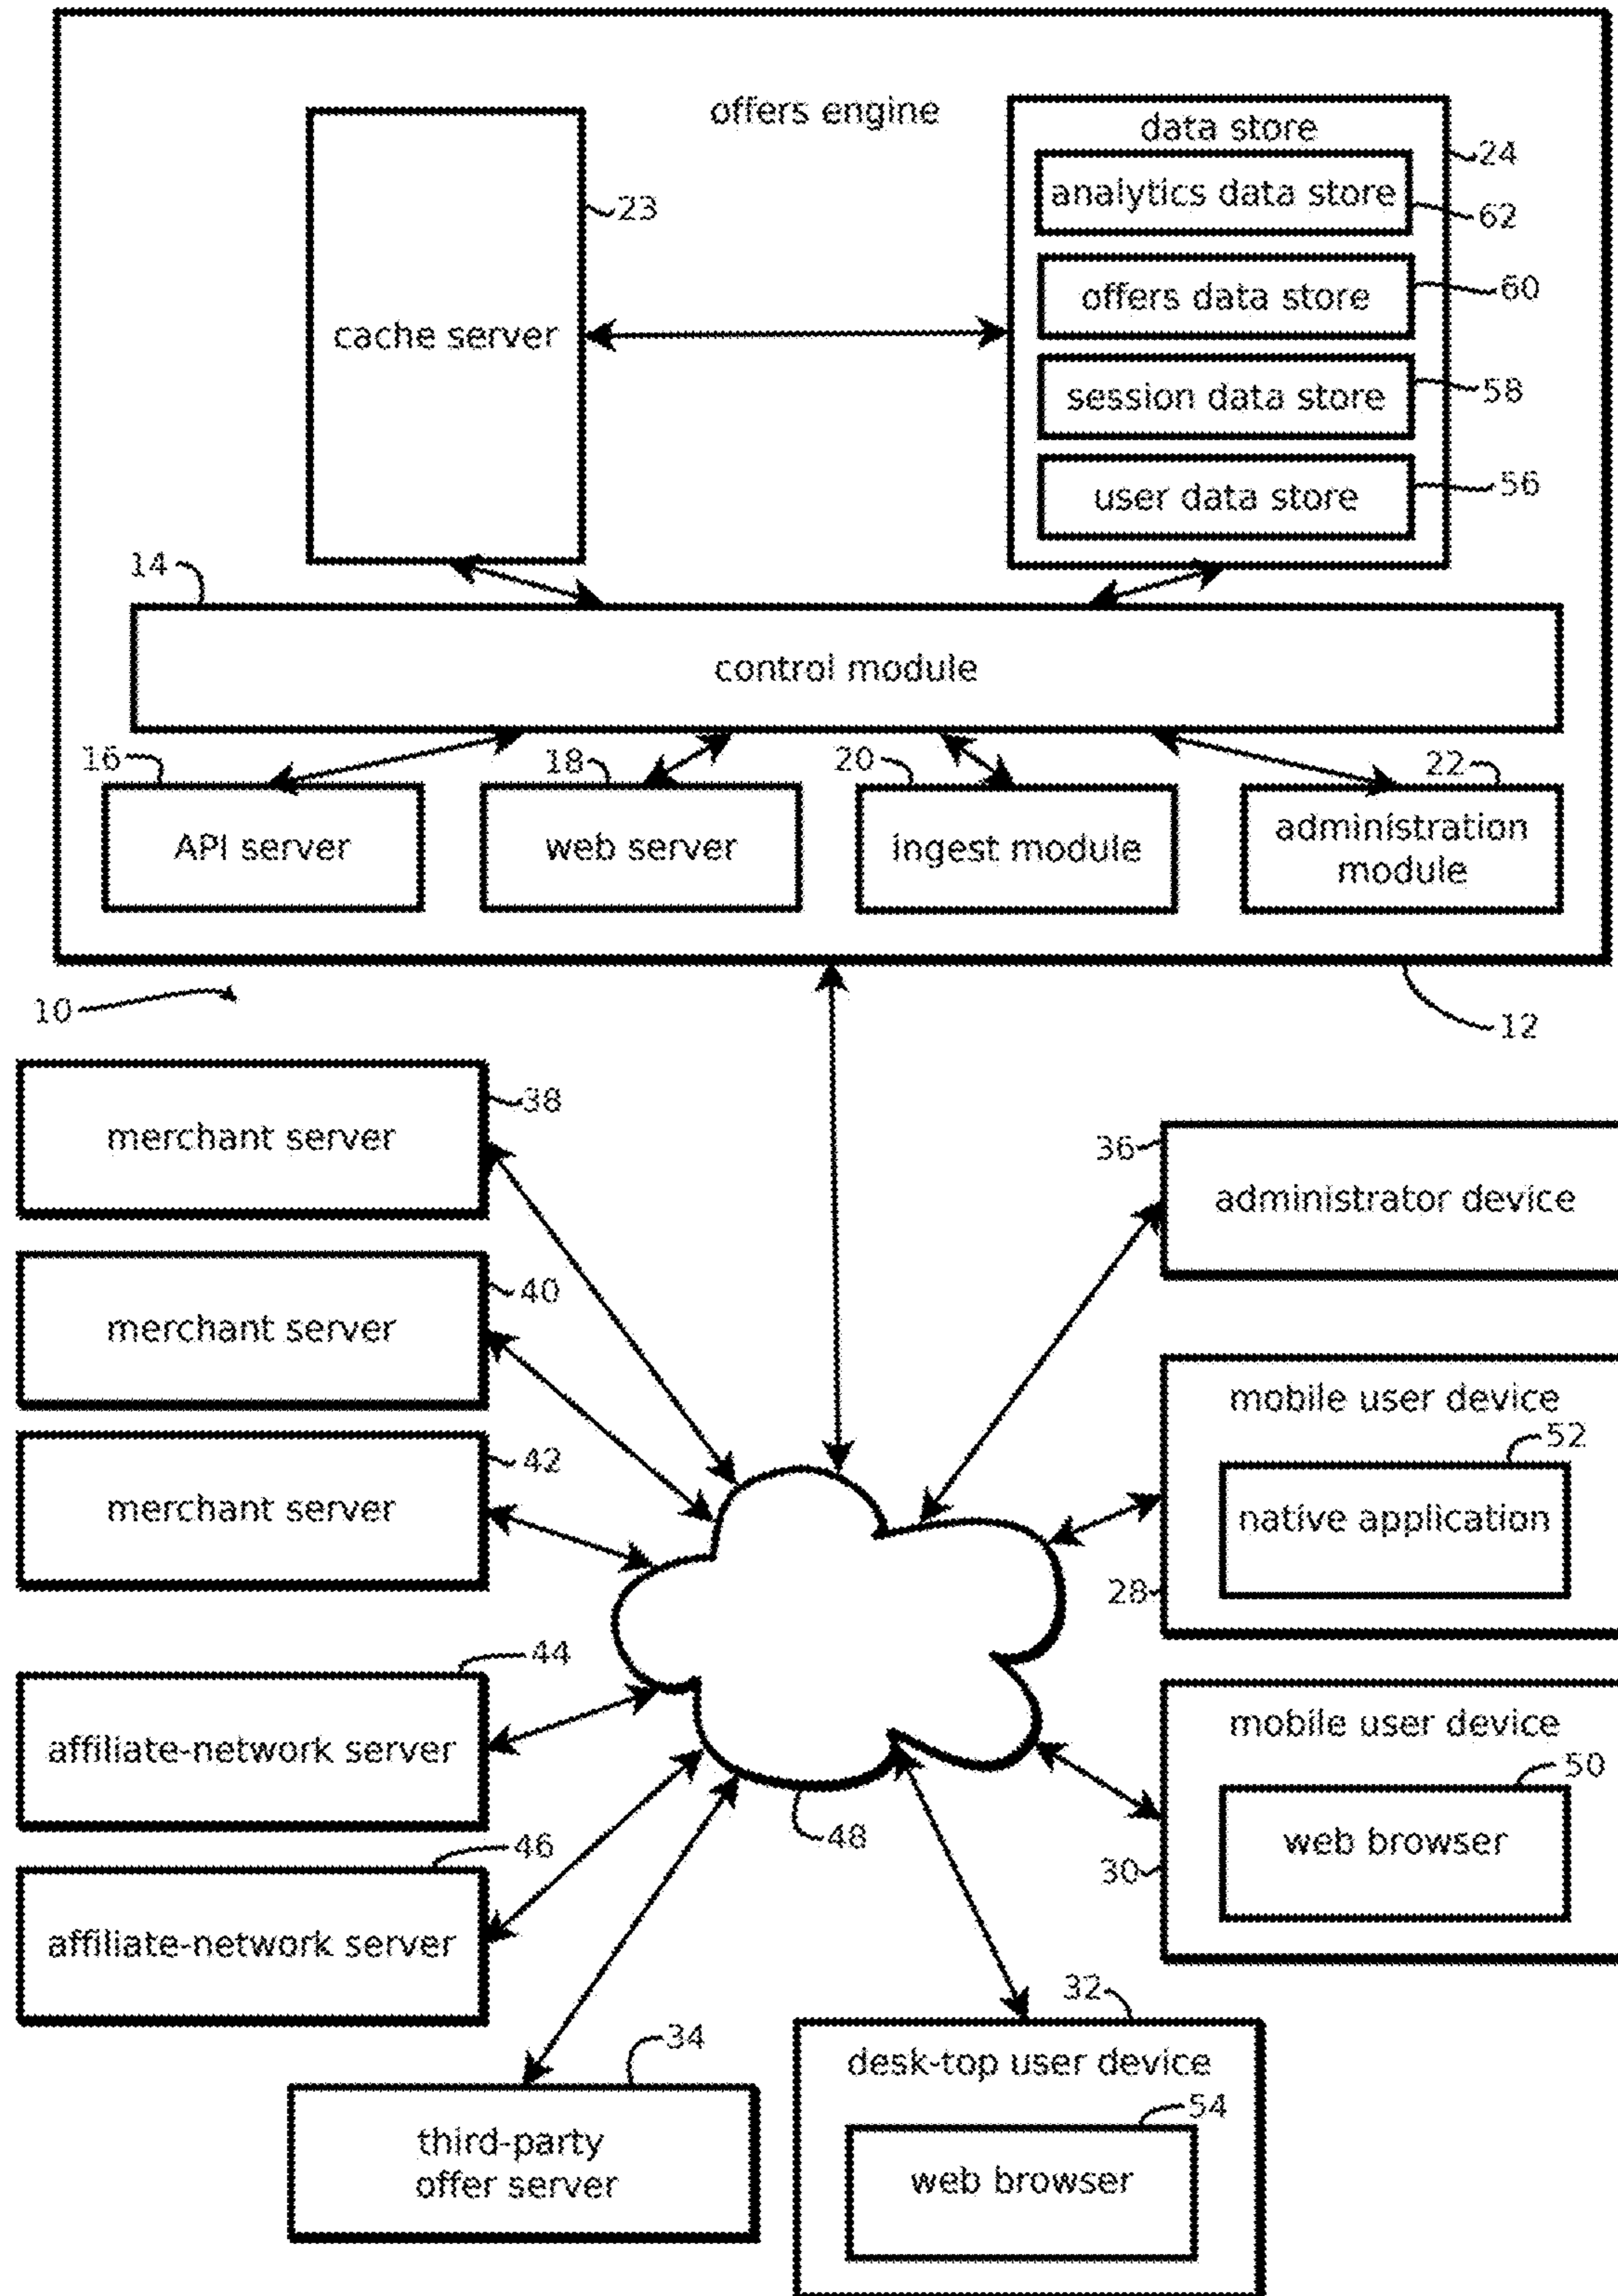 offers engine
data store
24
analytics data store
62
23
offers data store
60
cache server
session data store
58
user data store
56
14
control module
16
18
20
22
API server
web server
ingest module
administration
module
10
12
38
merchant server
36
administrator device
40
merchant server
mobile user device
52
42
merchant server
native application
28
44
mobile user device
affiliate-network server
50
48
web browser
46
30
affiliate-network server
32
34
desk-top user device
54
third-party
offer server
web browser